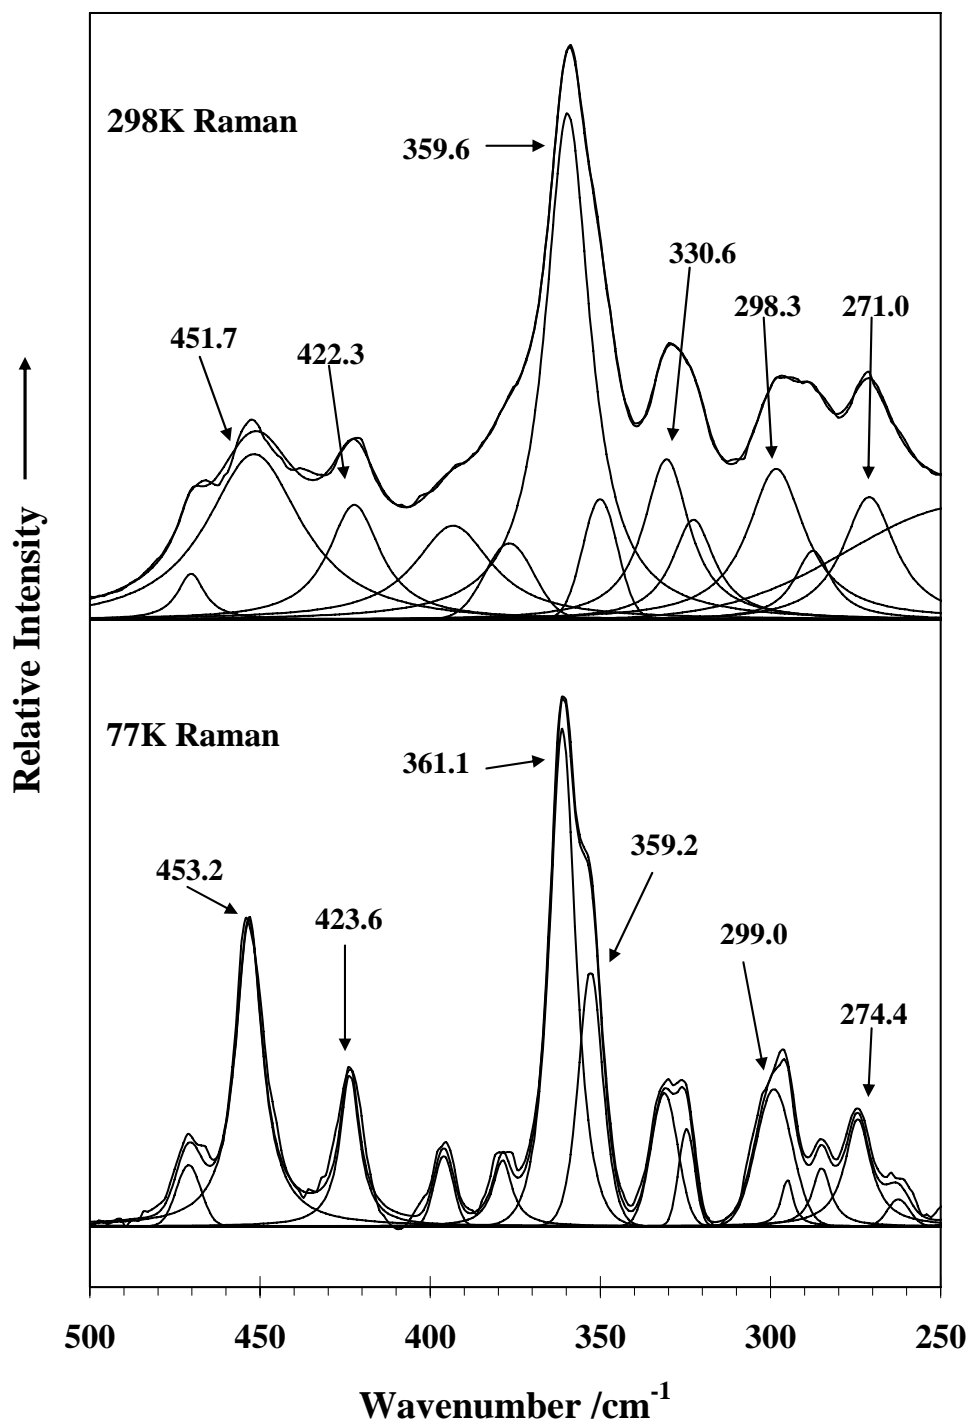 298K Raman
359.6
330.6
298.3
271.0
451.7
422.3
Relative Intensity
77K Raman
361.1
359.2
453.2
423.6
299.0
274.4
500 450 400 350 300 250
Wavenumber /cm⁻¹